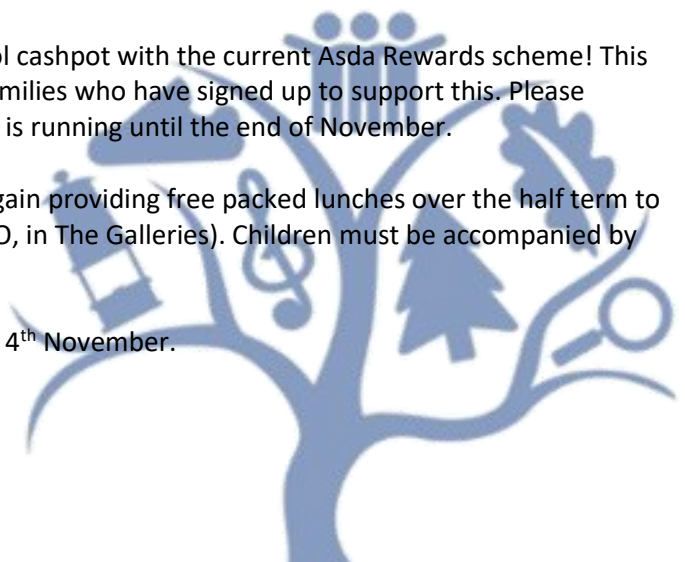 cashpot with the current Asda Rewards scheme! This
milies who have signed up to support this. Please
is running until the end of November.
gain providing free packed lunches over the half term to
in The Galleries). Children must be accompanied by
4th November.